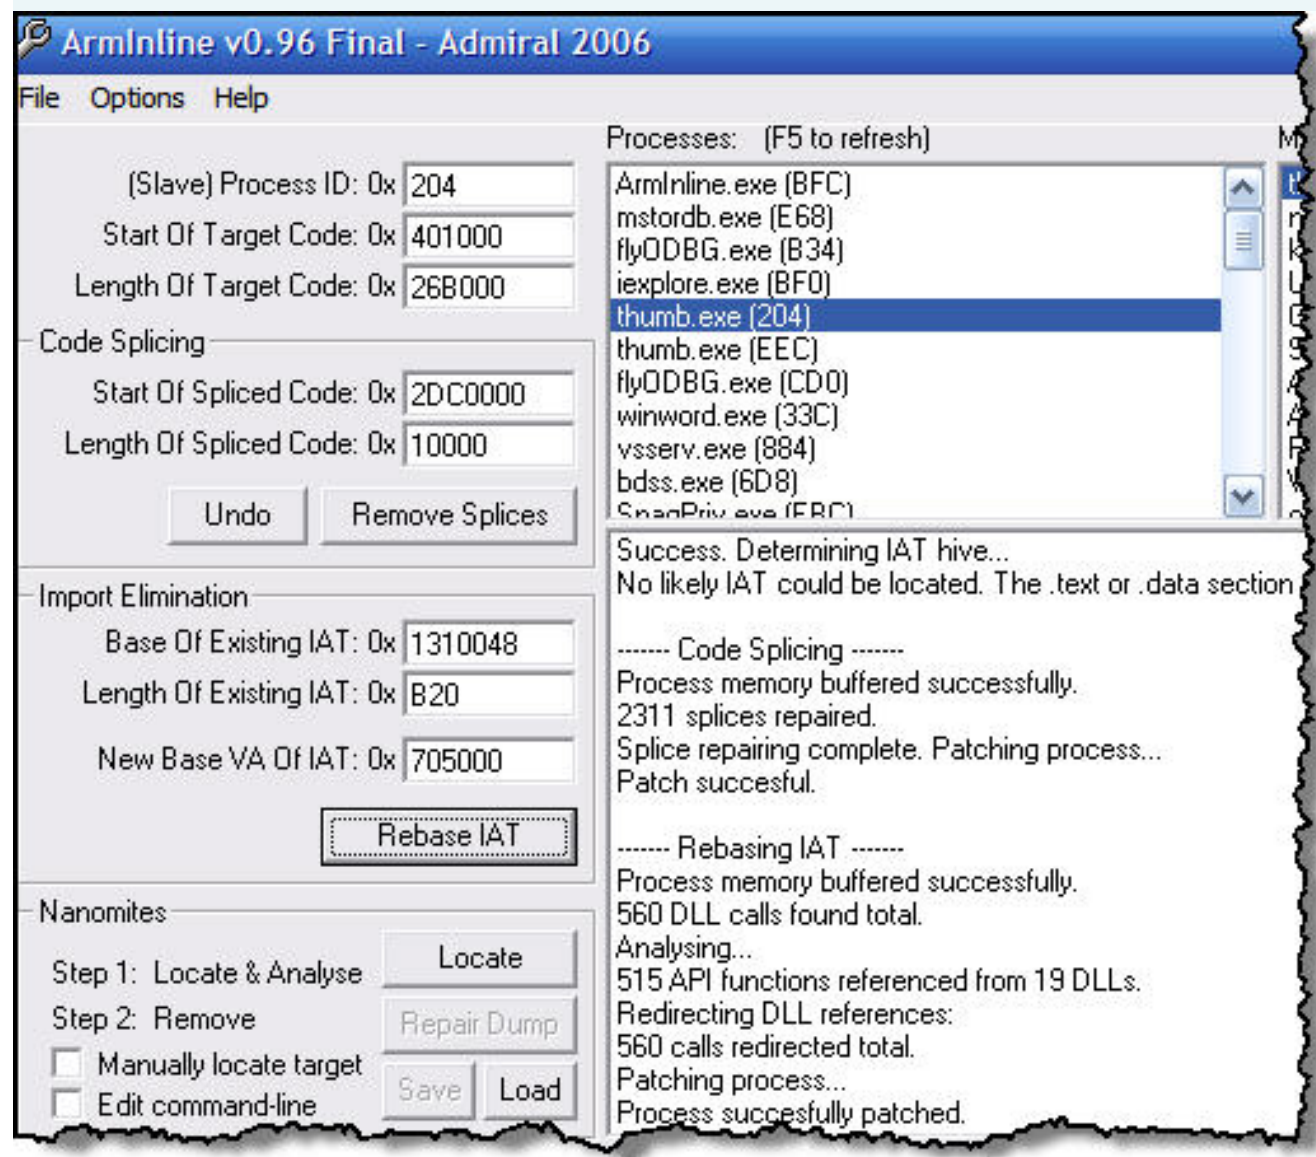 ArmInline v0.96 Final - Admiral 2006
File Options Help
(Slave) Process ID: 0x 204
Start Of Target Code: 0x 401000
Length Of Target Code: 0x 26B000
Code Splicing
Start Of Spliced Code: 0x 2DC0000
Length Of Spliced Code: 0x 10000
Undo Remove Splices
Import Elimination
Base Of Existing IAT: 0x 1310048
Length Of Existing IAT: 0x B20
New Base VA Of IAT: 0x 705000
Rebase IAT
Nanomites
Step 1: Locate & Analyse Locate
Step 2: Remove Repair Dump
Manually locate target
Edit command-line
Save Load
Processes: (F5 to refresh)
ArmInline.exe (BFC)
mstordb.exe (E68)
flyODBG.exe (B34)
iexplore.exe (BF0)
thumb.exe (204)
thumb.exe (EEC)
flyODBG.exe (CD0)
winword.exe (33C)
vsserv.exe (884)
bdss.exe (6D8)
SnagPriv.exe (EBC)
Success. Determining IAT hive...
No likely IAT could be located. The .text or .data section
------- Code Splicing -------
Process memory buffered successfully.
2311 splices repaired.
Splice repairing complete. Patching process...
Patch succesful.
------- Rebasing IAT -------
Process memory buffered successfully.
560 DLL calls found total.
Analysing...
515 API functions referenced from 19 DLLs.
Redirecting DLL references:
560 calls redirected total.
Patching process...
Process succesfully patched.